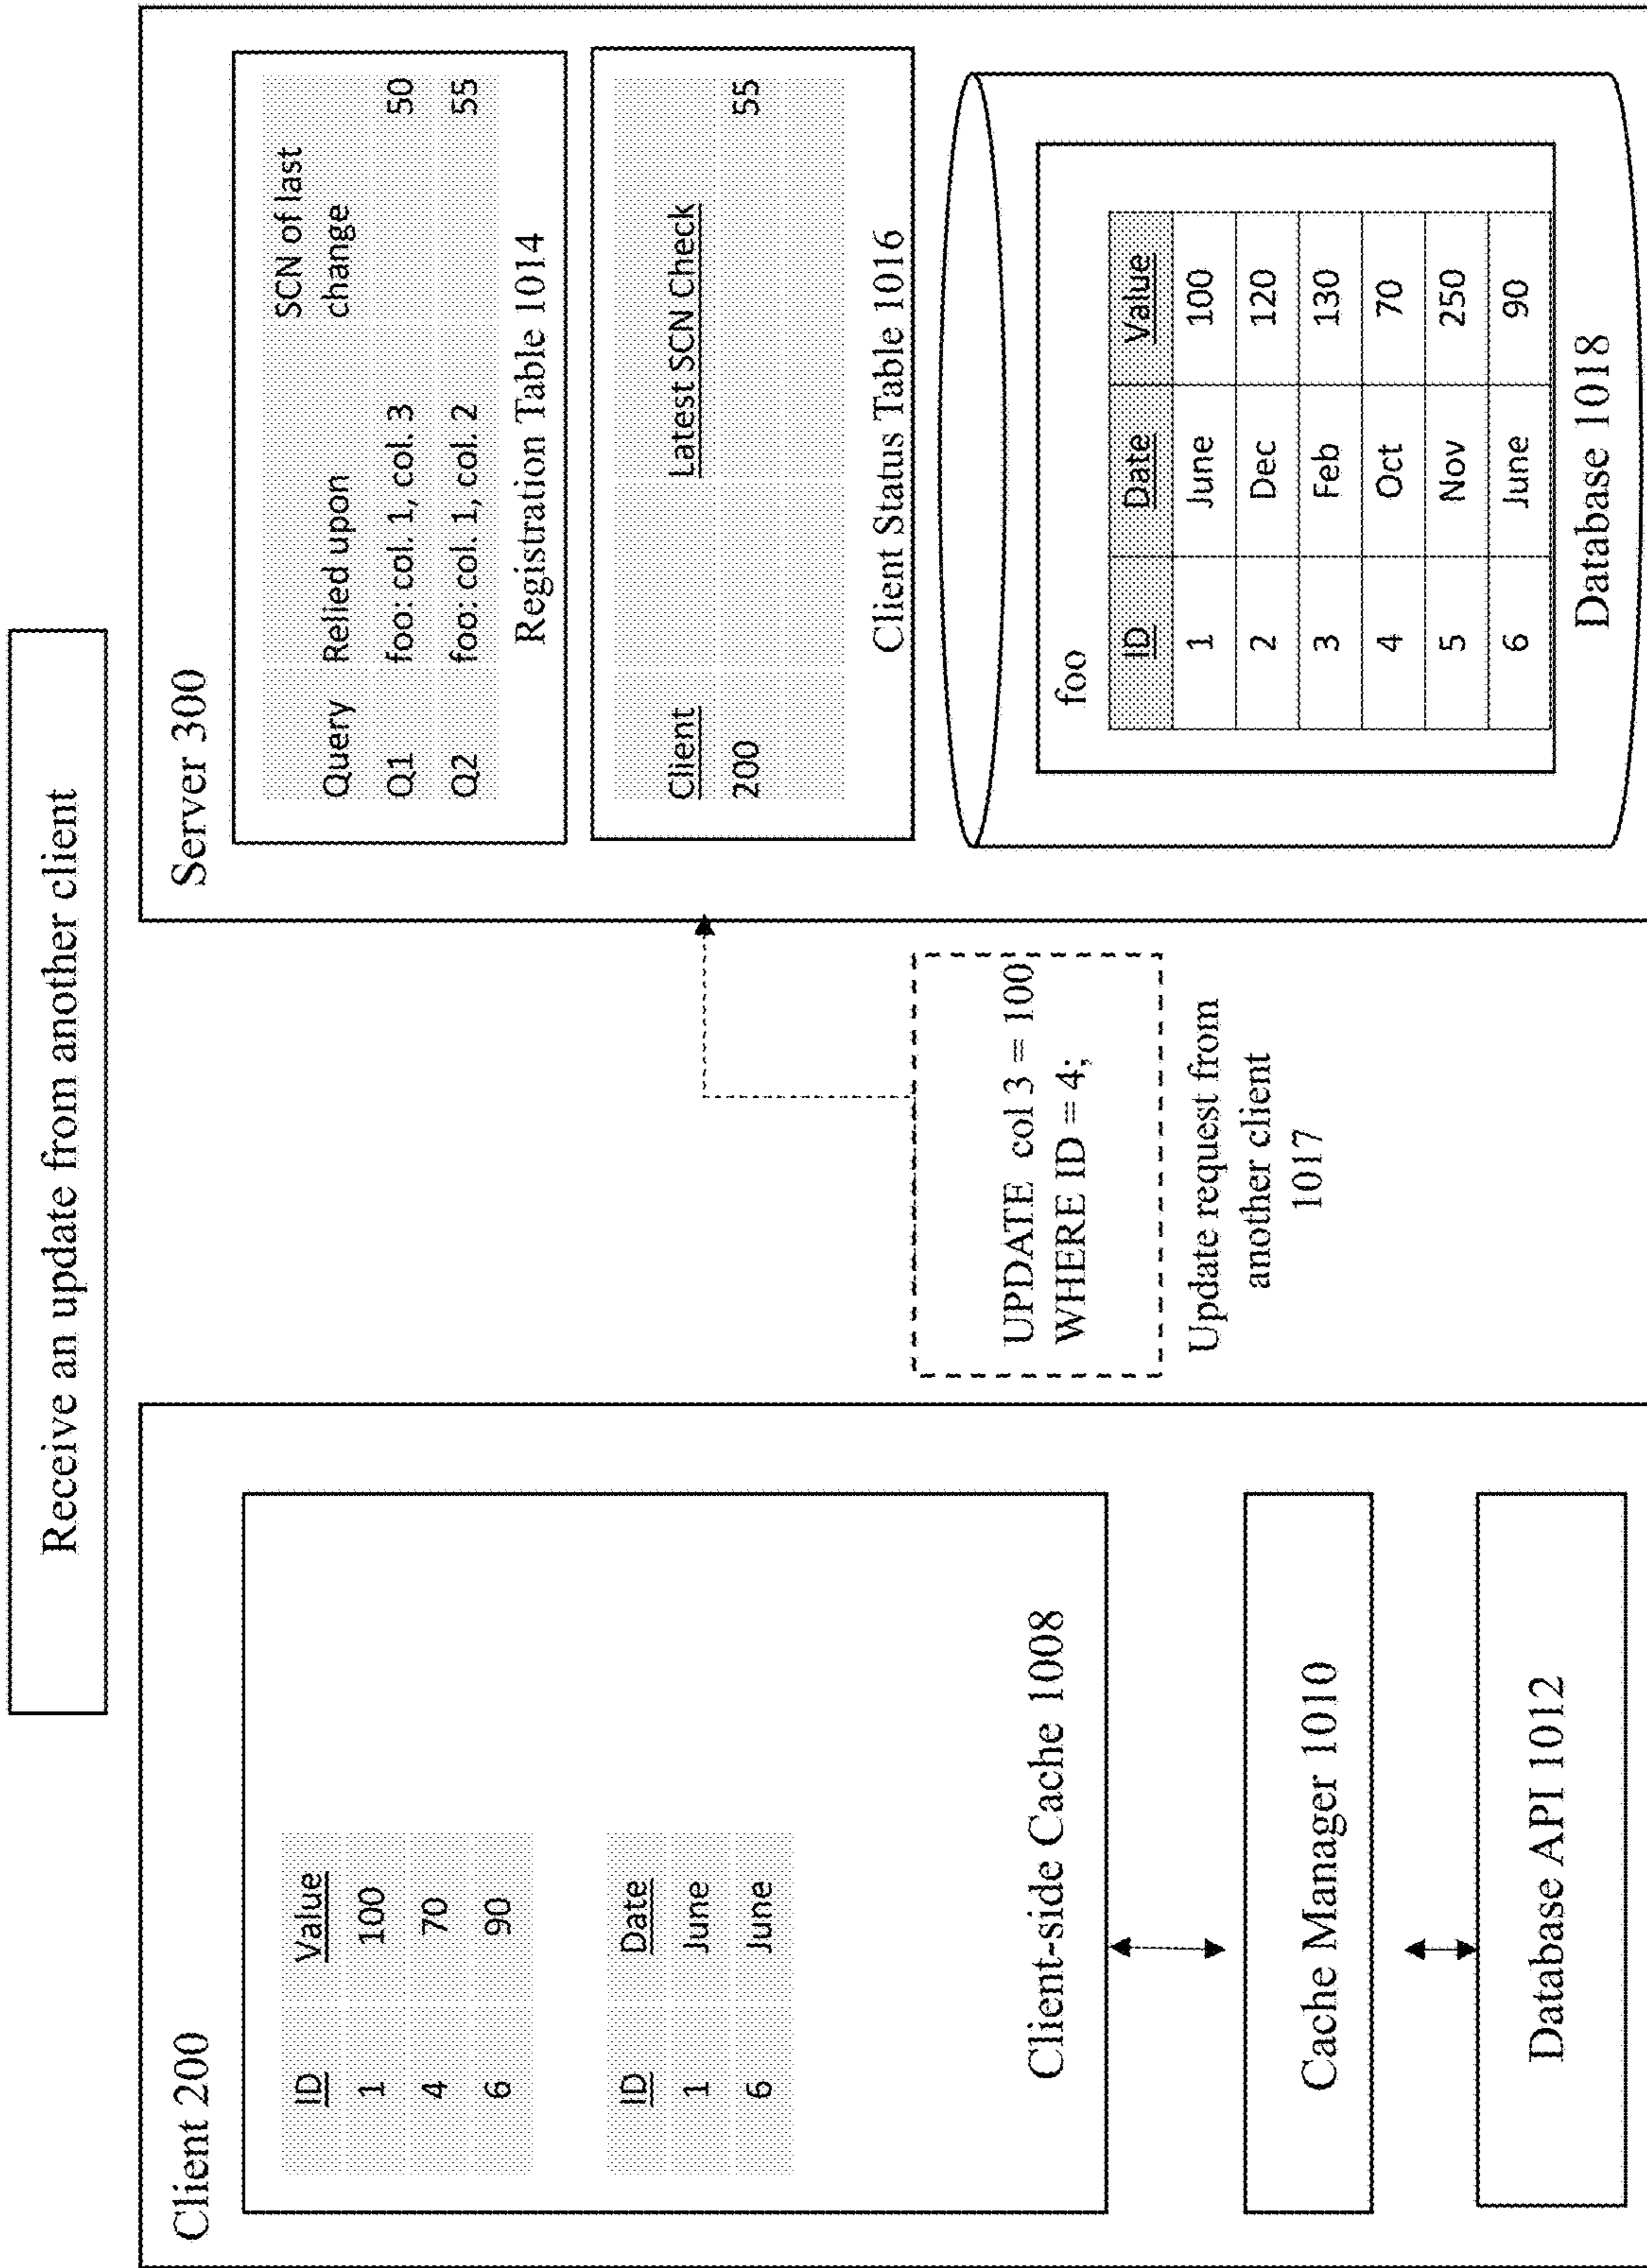 Receive an update from another client
Client 200
ID Value
1 100
4 70
6 90
ID Date
1 June
6 June
Client-side Cache 1008
Cache Manager 1010
Database API 1012
UPDATE col 3 = 100
WHERE ID = 4;
Update request from
another client
1017
Server 300
SCN of last
Query Relied upon change
Q1 foo: col. 1, col. 3 50
Q2 foo: col. 1, col. 2 55
Registration Table 1014
Client Latest SCN Check
200 55
Client Status Table 1016
foo
ID Date Value
1 June 100
2 Dec 120
3 Feb 130
4 Oct 70
5 Nov 250
6 June 90
Database 1018